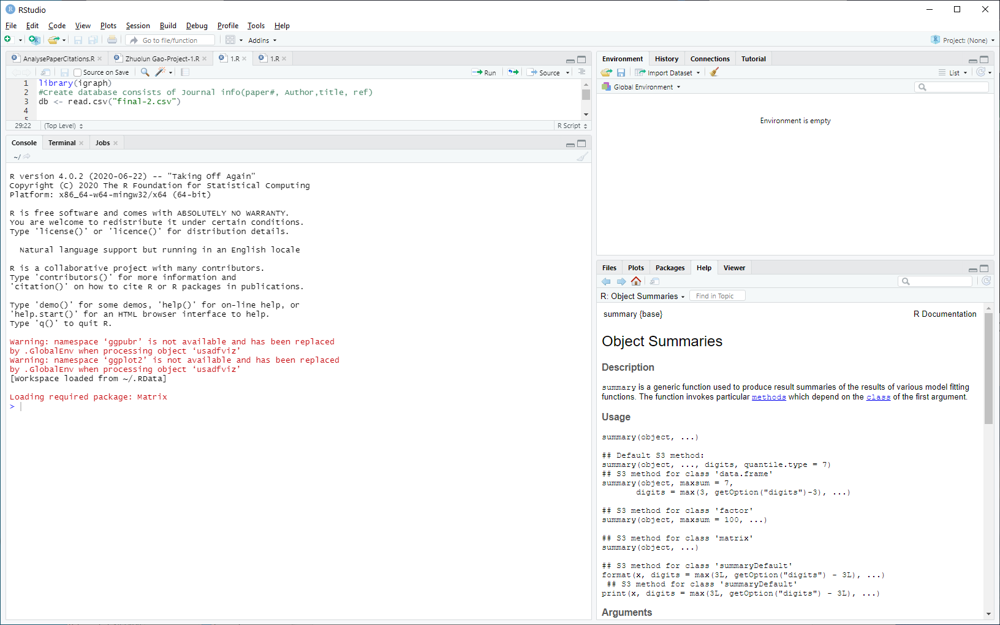 RStudio
File Edit Code View Plots Session Build Debug Profile Tools Help
Go to file/function Addins Project: (None)
AnalysePaperCitations.R Zhuolun Gao-Project-1.R 1.R 1.R
Source on Save Run Source
1 library(igraph)
2 #Create database consists of Journal info(paper#, Author,title, ref)
3 db <- read.csv("final-2.csv")
4
5
29:22 (Top Level) R Script
Console Terminal Jobs
~/
R version 4.0.2 (2020-06-22) -- "Taking Off Again"
Copyright (C) 2020 The R Foundation for Statistical Computing
Platform: x86_64-w64-mingw32/x64 (64-bit)
R is free software and comes with ABSOLUTELY NO WARRANTY.
You are welcome to redistribute it under certain conditions.
Type 'license()' or 'licence()' for distribution details.
Natural language support but running in an English locale
R is a collaborative project with many contributors.
Type 'contributors()' for more information and
'citation()' on how to cite R or R packages in publications.
Type 'demo()' for some demos, 'help()' for on-line help, or
'help.start()' for an HTML browser interface to help.
Type 'q()' to quit R.
Warning: namespace ‘ggpubr’ is not available and has been replaced
by .GlobalEnv when processing object ‘usadfviz’
Warning: namespace ‘ggplot2’ is not available and has been replaced
by .GlobalEnv when processing object ‘usadfviz’
[Workspace loaded from ~/.RData]
Loading required package: Matrix
>
Environment History Connections Tutorial
Import Dataset List
Global Environment
Environment is empty
Files Plots Packages Help Viewer
R: Object Summaries Find in Topic
summary {base} R Documentation
Object Summaries
Description
summary is a generic function used to produce result summaries of the results of various model fitting
functions. The function invokes particular methods which depend on the class of the first argument.
Usage
summary(object, ...)
## Default S3 method:
summary(object, ..., digits, quantile.type = 7)
## S3 method for class 'data.frame'
summary(object, maxsum = 7,
digits = max(3, getOption("digits")-3), ...)
## S3 method for class 'factor'
summary(object, maxsum = 100, ...)
## S3 method for class 'matrix'
summary(object, ...)
## S3 method for class 'summaryDefault'
format(x, digits = max(3L, getOption("digits") - 3L), ...)
## S3 method for class 'summaryDefault'
print(x, digits = max(3L, getOption("digits") - 3L), ...)
Arguments